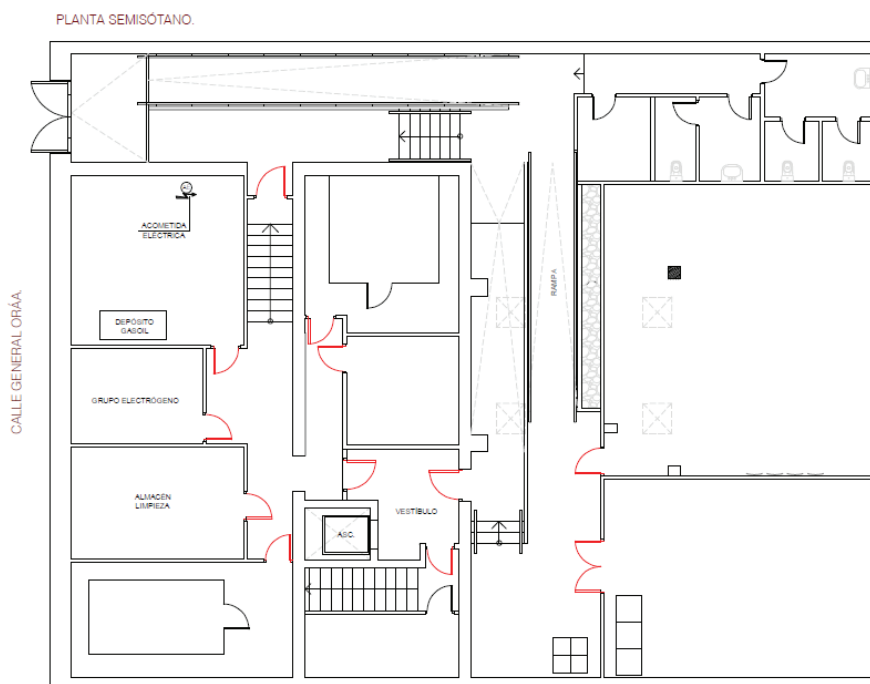 PLANTA SEMISÓTANO.
ACOMETIDA
ELÉCTRICA
DEPÓSITO
GASOIL
GRUPO ELECTRÓGENO
ALMACÉN
LIMPIEZA
VESTÍBULO
ASC.
RAMPA
CALLE GENERAL ORÁA.